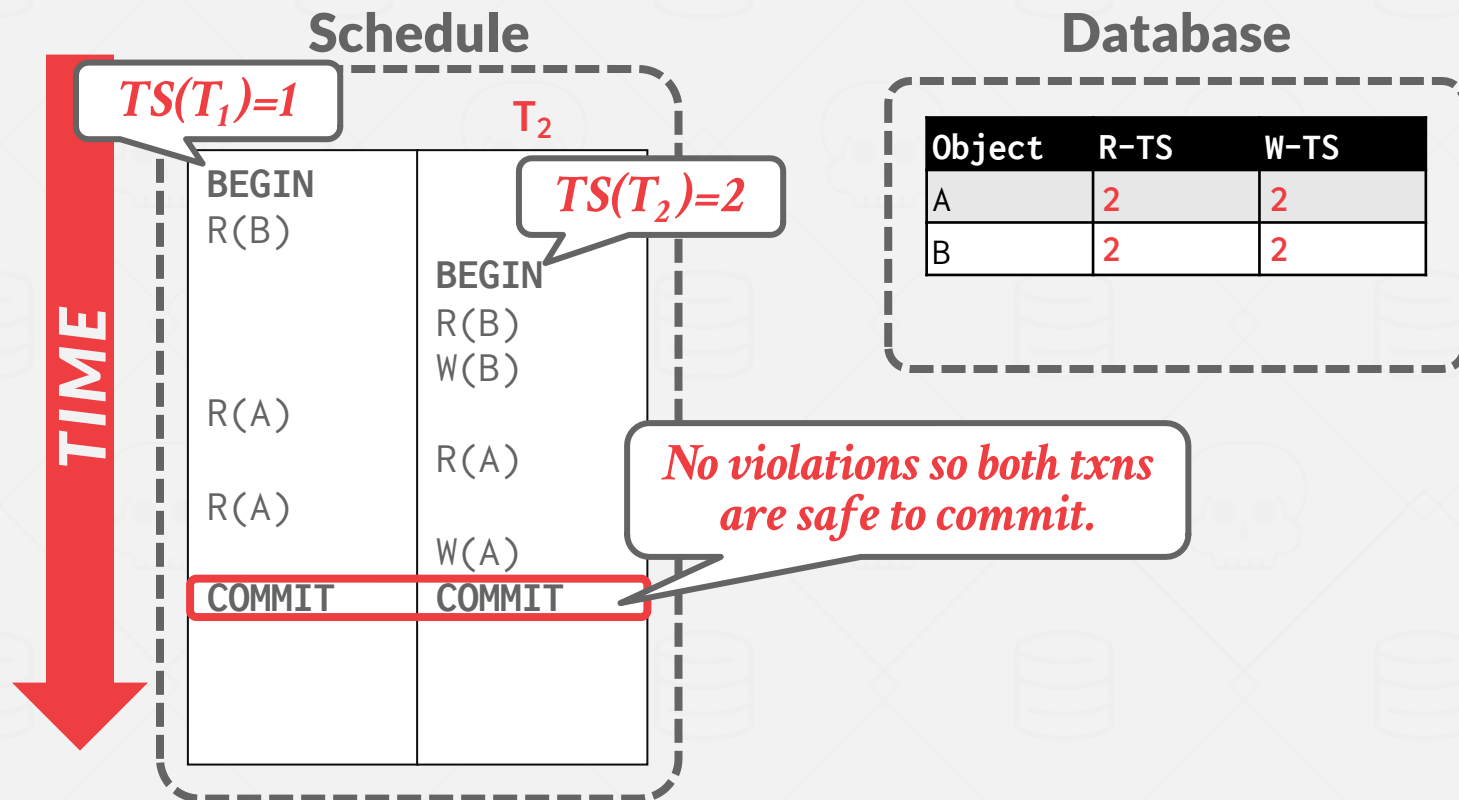 Schedule
Database
TS(T1)=1
T2
BEGIN
R(B)
TS(T2)=2
BEGIN
R(B)
W(B)
R(A)
R(A)
R(A)
W(A)
COMMIT COMMIT
No violations so both txns
are safe to commit.
TIME
Object R-TS W-TS
A 2 2
B 2 2